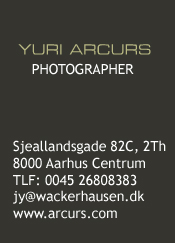 YURI ARCURS
PHOTOGRAPHER
Sjeallandsgade 82C, 2Th
8000 Aarhus Centrum
TLF: 0045 26808383
jy@wackerhausen.dk
www.arcurs.com